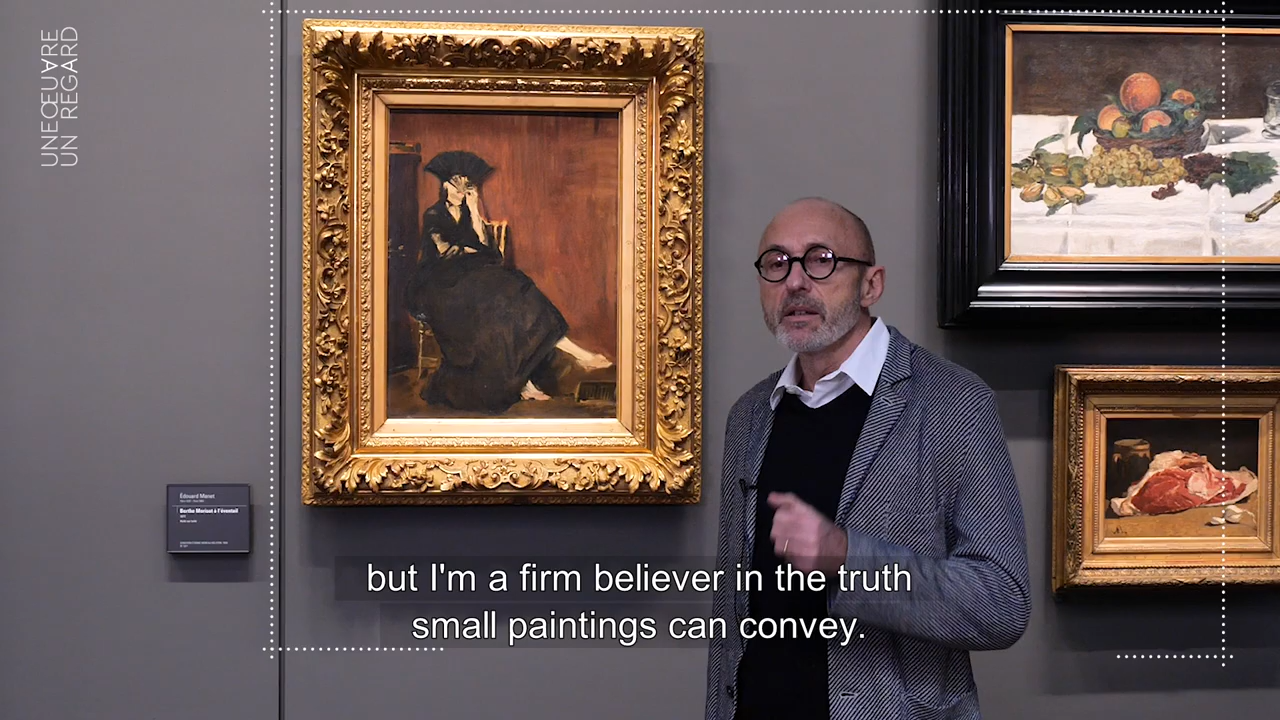 UNEŒUVRE
UN REGARD
Édouard Manet
Berthe Morisot à l'éventail
but I'm a firm believer in the truth
small paintings can convey.